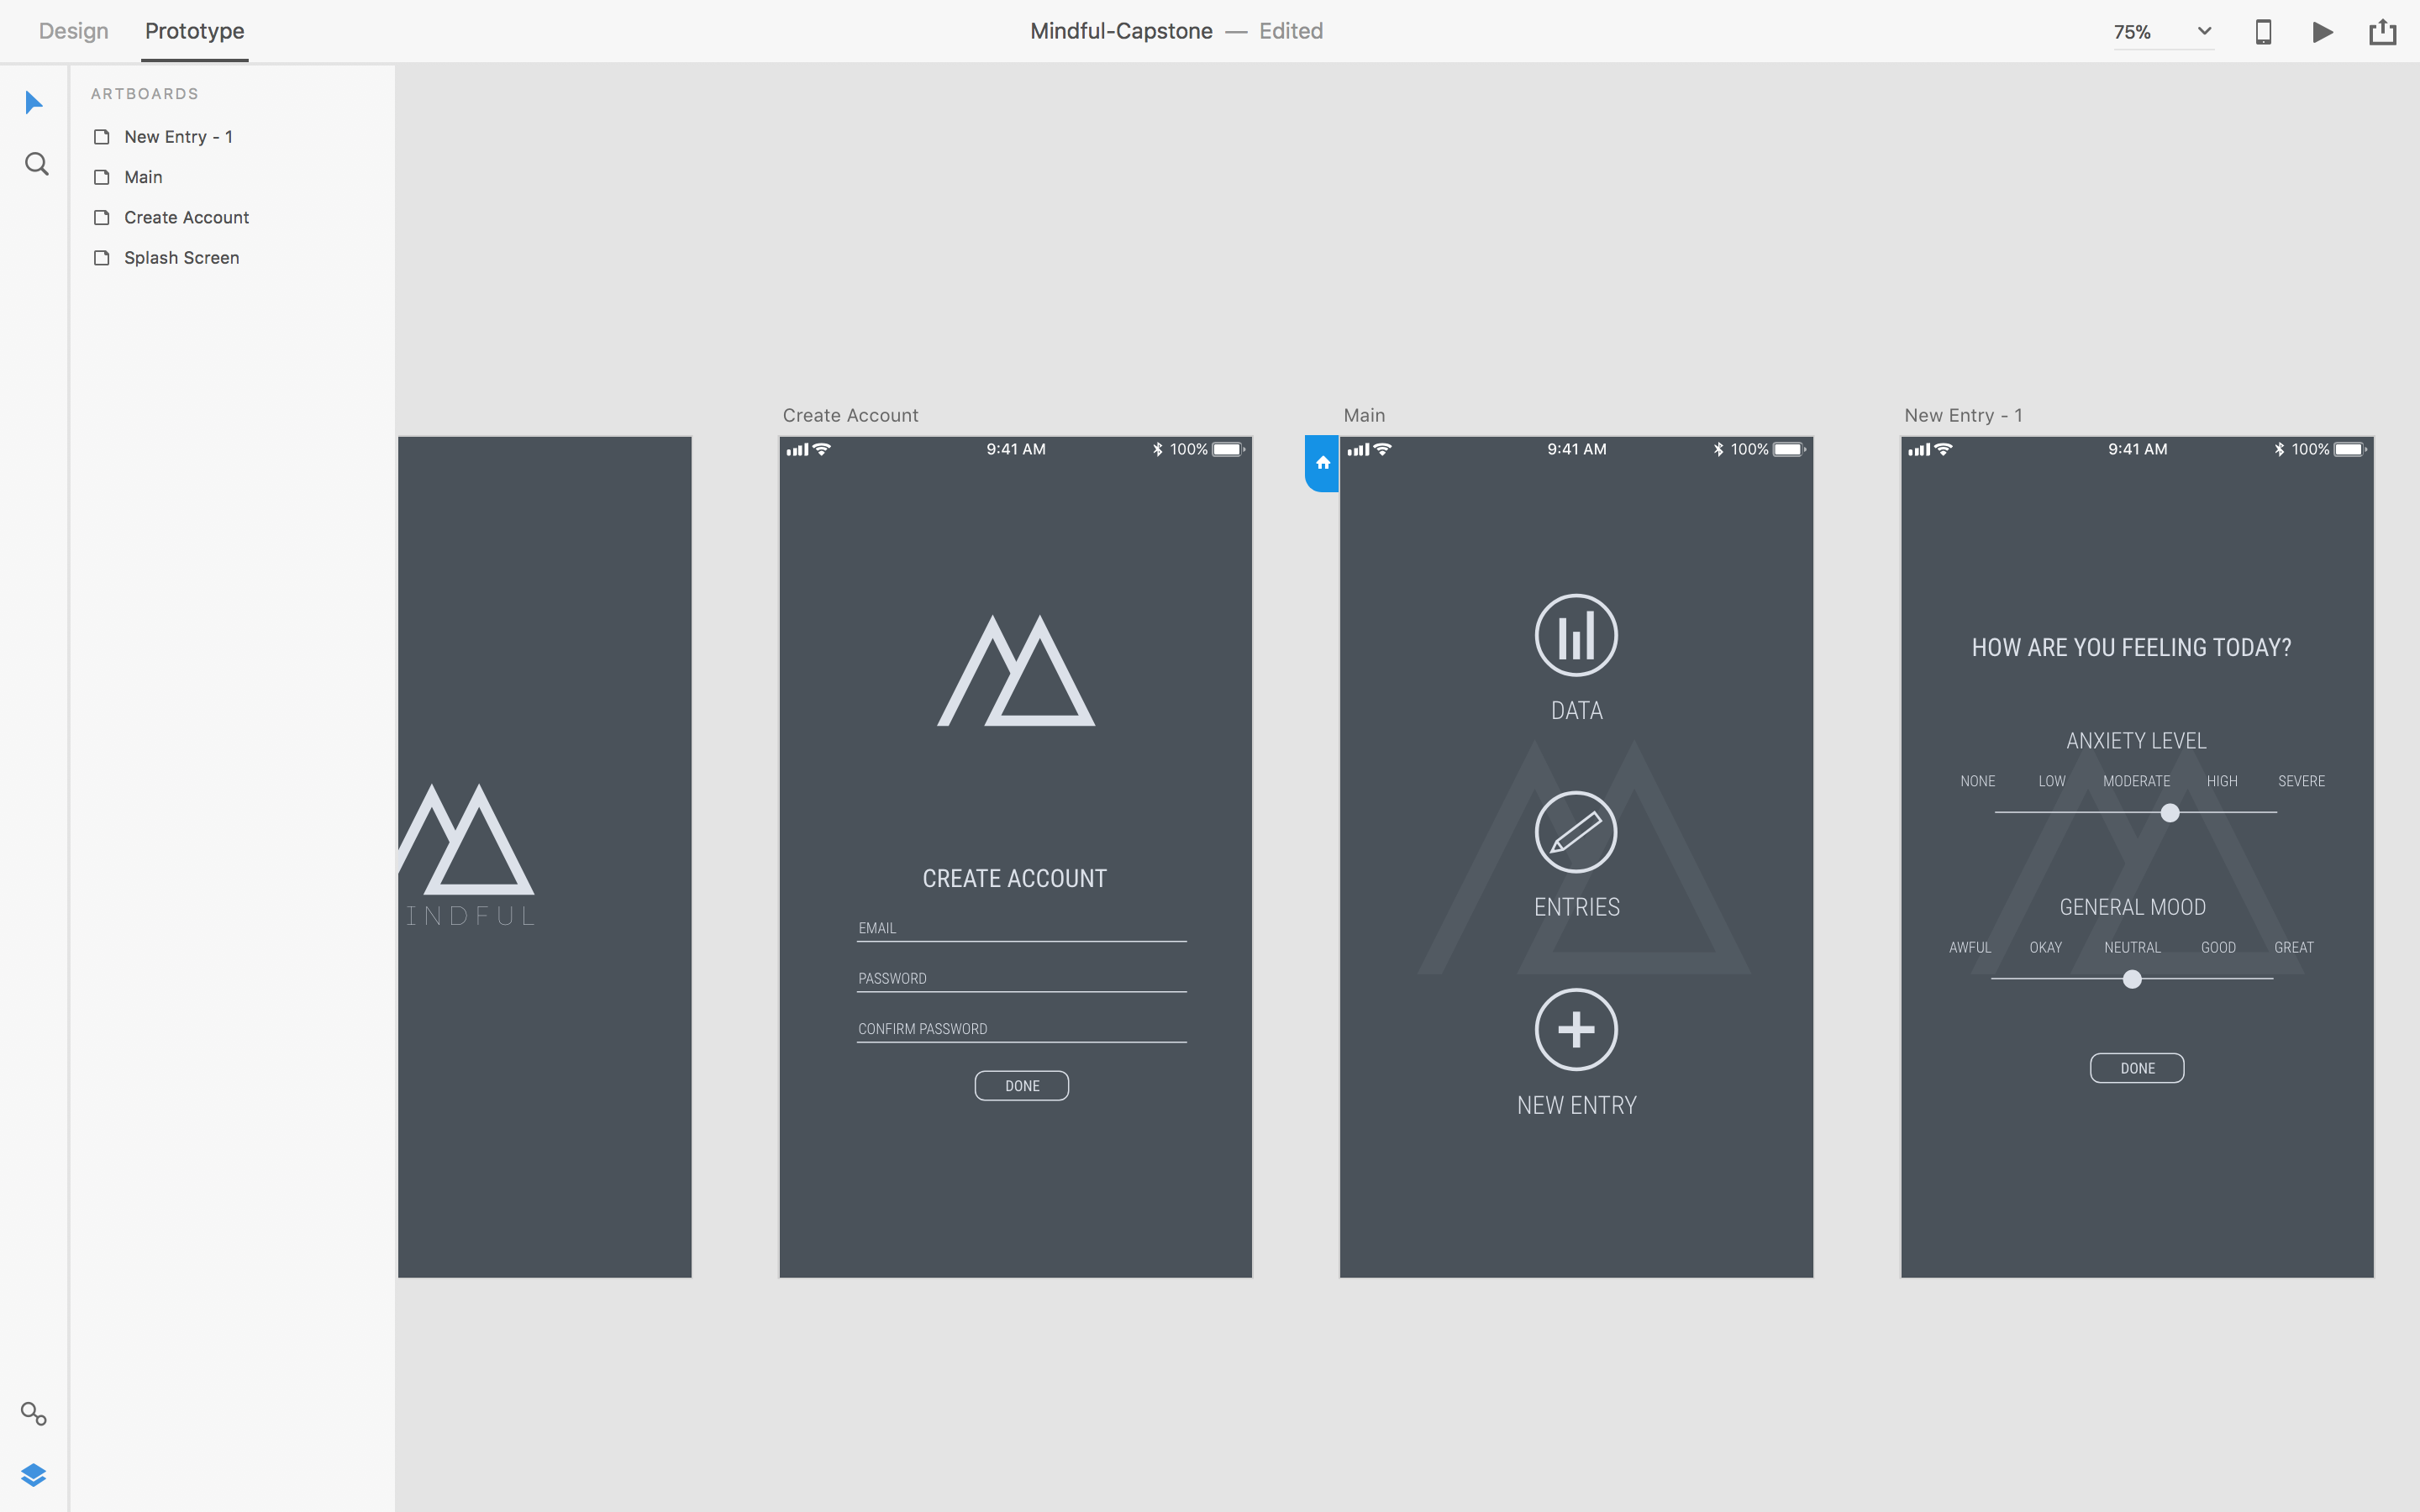 Design Prototype Mindful-Capstone — Edited 75%
ARTBOARDS
New Entry - 1
Main
Create Account
Splash Screen
INDFUL
Create Account
9:41 AM 100%
CREATE ACCOUNT
EMAIL
PASSWORD
CONFIRM PASSWORD
DONE
Main
9:41 AM 100%
DATA
ENTRIES
NEW ENTRY
New Entry - 1
9:41 AM 100%
HOW ARE YOU FEELING TODAY?
ANXIETY LEVEL
NONE LOW MODERATE HIGH SEVERE
GENERAL MOOD
AWFUL OKAY NEUTRAL GOOD GREAT
DONE